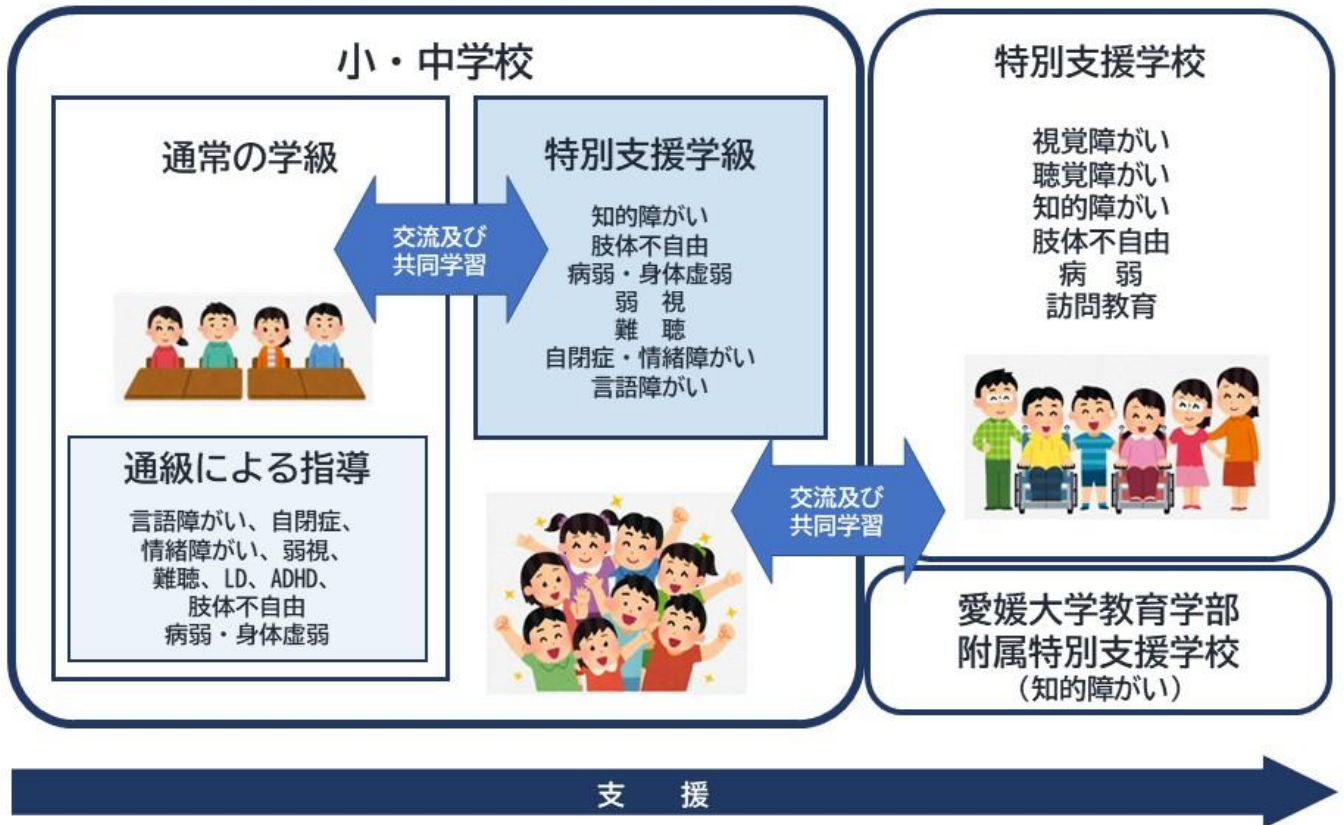 小・中学校
通常の学級
交流及び
共同学習
通級による指導
言語障がい、自閉症、
情緒障がい、弱視、
難聴、LD、ADHD、
肢体不自由
病弱・身体虚弱
特別支援学級
知的障がい
肢体不自由
病弱・身体虚弱
弱　視
難　聴
自閉症・情緒障がい
言語障がい
交流及び
共同学習
特別支援学校
視覚障がい
聴覚障がい
知的障がい
肢体不自由
病　弱
訪問教育
愛媛大学教育学部
附属特別支援学校
（知的障がい）
支　援